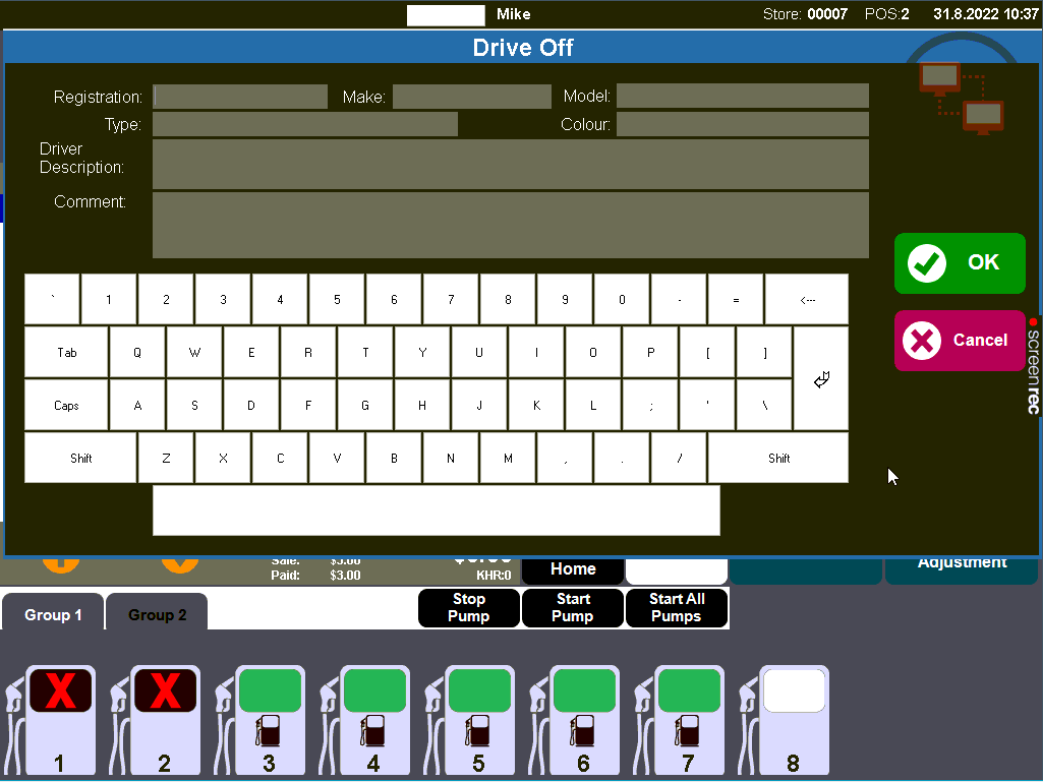 Mike Store: 00007 POS:2 31.8.2022 10:37
Drive Off
Registration: Make: Model:
Type: Colour:
Driver
Description:
Comment:
OK
Cancel
` 1 2 3 4 5 6 7 8 9 0 - = <---
Tab Q W E R T Y U I O P [ ]
Caps A S D F G H J K L ; ' \
Shift Z X C V B N M , . / Shift
screenrec
Sale: $3.00
Paid: $3.00 KHR:0 Home Adjustment
Group 1 Group 2 Stop Pump Start Pump Start All Pumps
X X
1 2 3 4 5 6 7 8